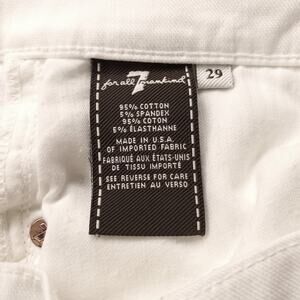 7
for all mankind
29
95% COTTON
5% SPANDEX
95% COTON
5% ÉLASTHANNE
MADE IN U.S.A.
OF IMPORTED FABRIC
FABRIQUÉ AUX ÉTATS-UNIS
DE TISSU IMPORTÉ
SEE REVERSE FOR CARE
ENTRETIEN AU VERSO